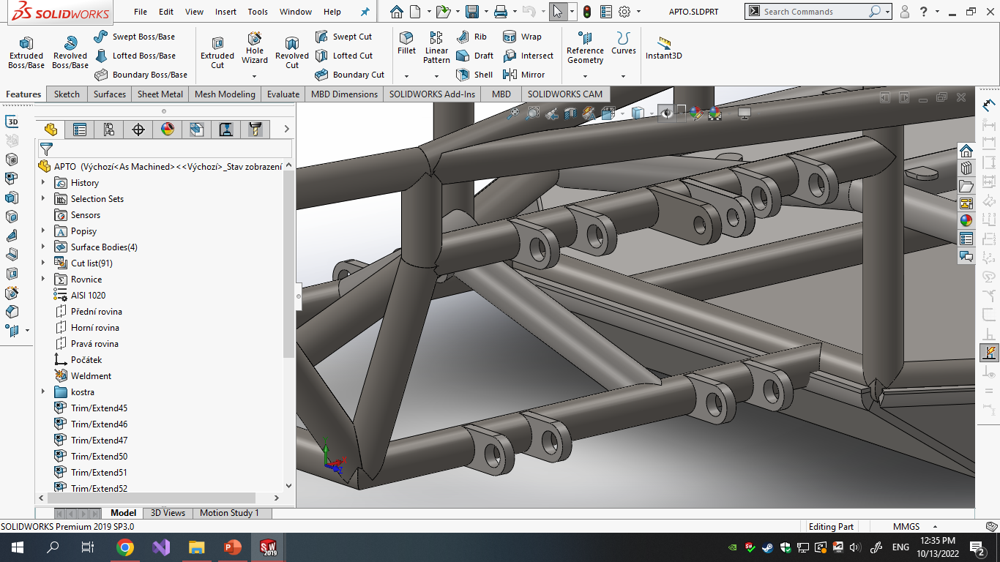 SOLIDWORKS File Edit View Insert Tools Window Help APTO.SLDPRT Search Commands ?
Extruded Boss/Base
Revolved Boss/Base
Swept Boss/Base
Lofted Boss/Base
Boundary Boss/Base
Extruded Cut
Hole Wizard
Revolved Cut
Swept Cut
Lofted Cut
Boundary Cut
Fillet
Linear Pattern
Rib
Draft
Shell
Wrap
Intersect
Mirror
Reference Geometry
Curves
Instant3D
Features Sketch Surfaces Sheet Metal Mesh Modeling Evaluate MBD Dimensions SOLIDWORKS Add-Ins MBD SOLIDWORKS CAM
3D
APTO (Výchozí<As Machined><<Výchozí>_Stav zobrazení
History
Selection Sets
Sensors
Popisy
Surface Bodies(4)
Cut list(91)
Rovnice
AISI 1020
Přední rovina
Horní rovina
Pravá rovina
Počátek
Weldment
kostra
Trim/Extend45
Trim/Extend46
Trim/Extend47
Trim/Extend50
Trim/Extend51
Trim/Extend52
Model 3D Views Motion Study 1
SOLIDWORKS Premium 2019 SP3.0 Editing Part MMGS
ENG
12:35 PM
10/13/2022
2
SW
2019